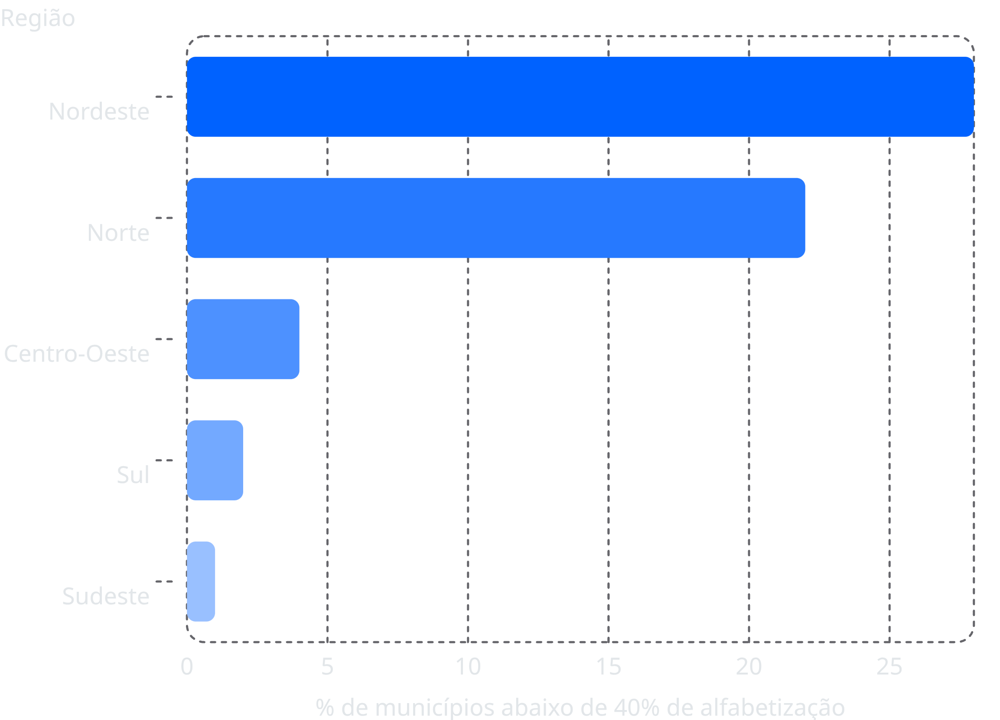 Região
Nordeste
Norte
Centro-Oeste
Sul
Sudeste
0 5 10 15 20 25
% de municípios abaixo de 40% de alfabetização